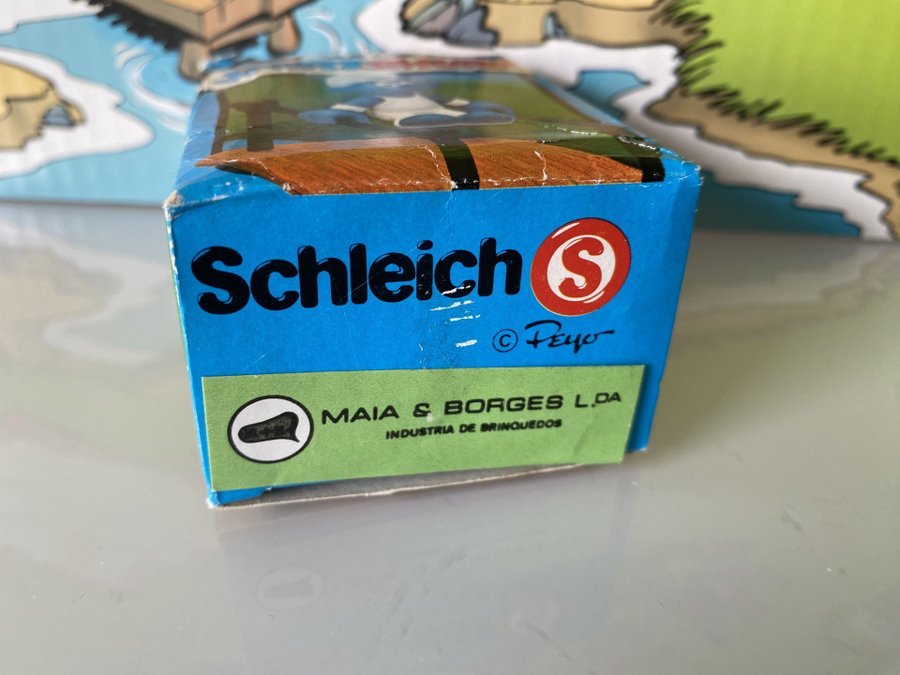 Schleich S
© Peyo
MAIA & BORGES L.DA
INDUSTRIA DE BRINQUEDOS